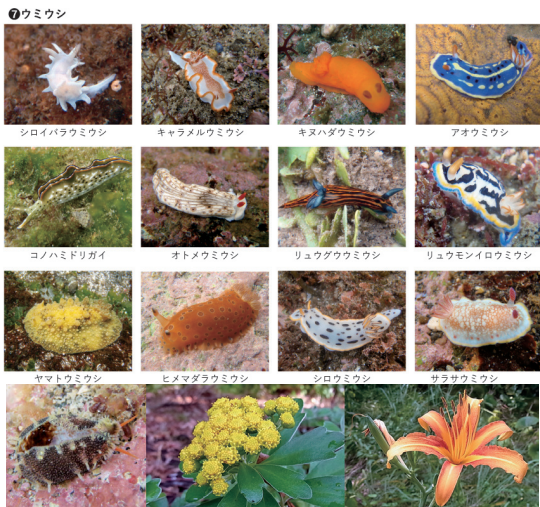 ❼ウミウシ
シロイバラウミウシ
キャラメルウミウシ
キヌハダウミウシ
アオウミウシ
コノハミドリガイ
オトメウミウシ
リュウグウウミウシ
リュウモンイロウミウシ
ヤマトウミウシ
ヒメマダラウミウシ
シロウミウシ
サラサウミウシ